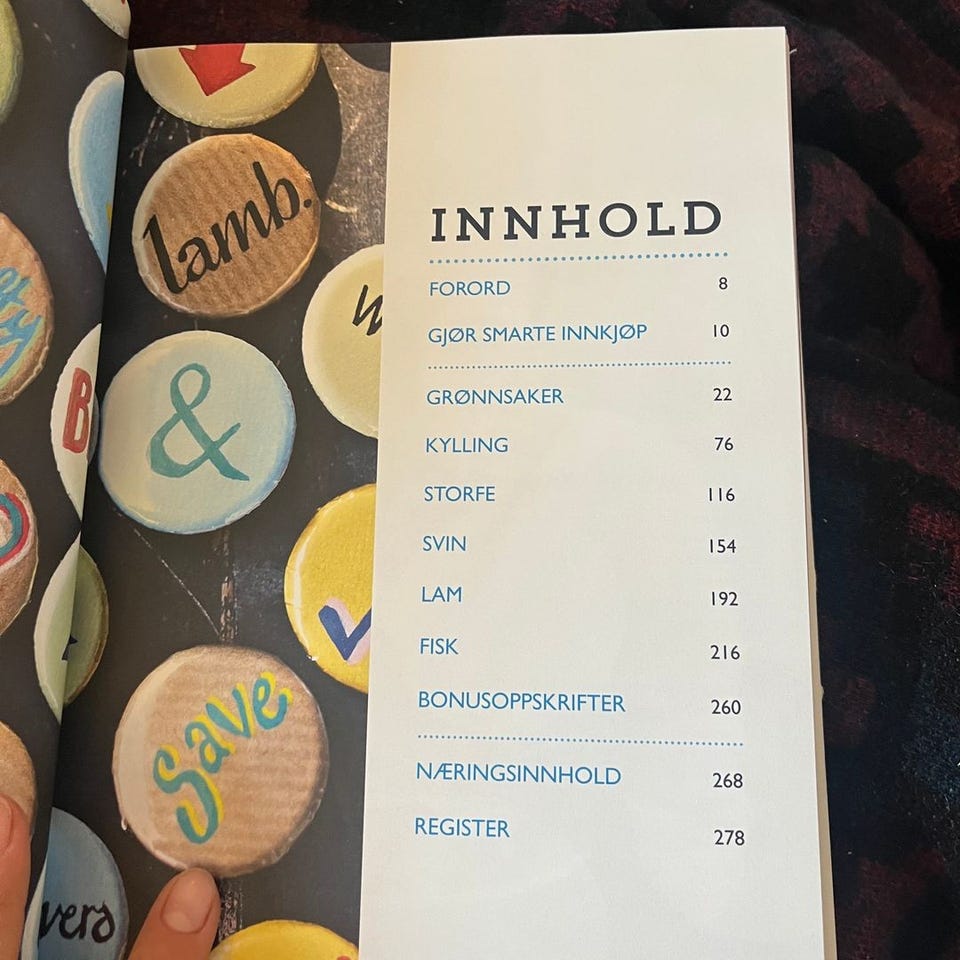 lamb.
&
B
Save
INNHOLD
FORORD 8
GJØR SMARTE INNKJØP 10
GRØNNSAKER 22
KYLLING 76
STORFE 116
SVIN 154
LAM 192
FISK 216
BONUSOPPSKRIFTER 260
NÆRINGSINNHOLD 268
REGISTER 278